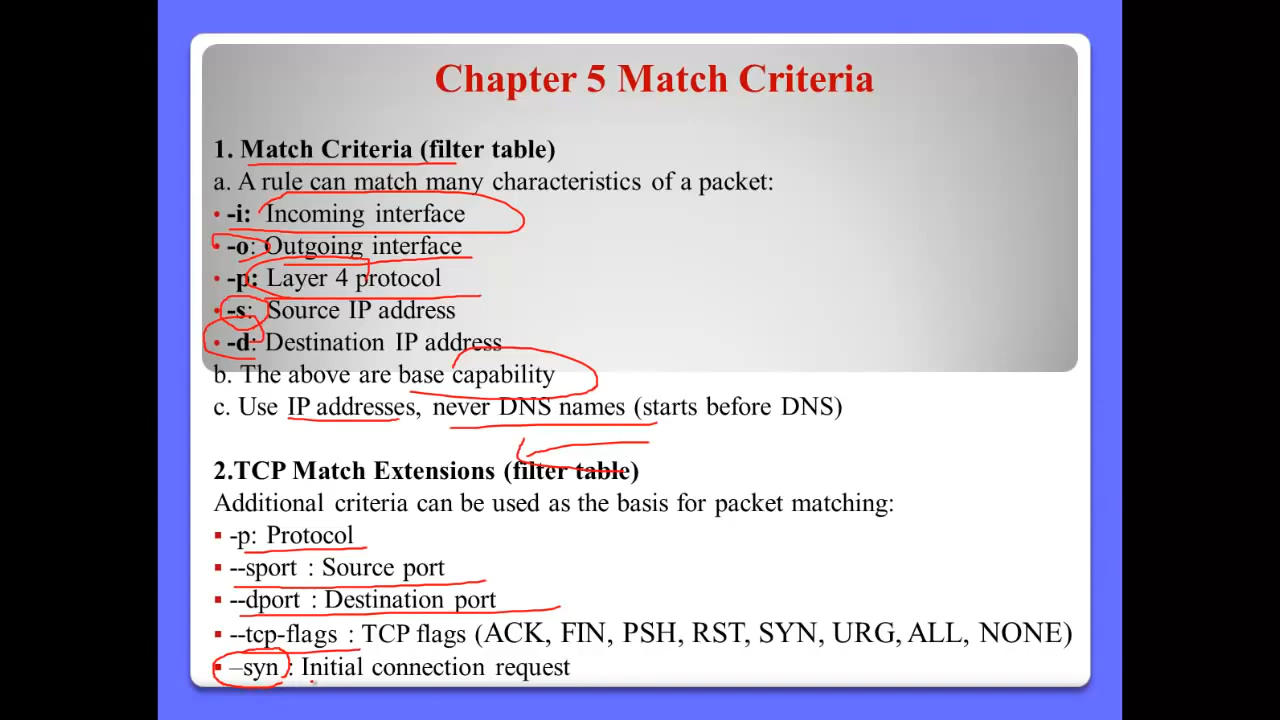 Chapter 5 Match Criteria
1. Match Criteria (filter table)
a. A rule can match many characteristics of a packet:
• -i: Incoming interface
• -o: Outgoing interface
• -p: Layer 4 protocol
• -s: Source IP address
• -d: Destination IP address
b. The above are base capability
c. Use IP addresses, never DNS names (starts before DNS)
2.TCP Match Extensions (filter table)
Additional criteria can be used as the basis for packet matching:
▪ -p: Protocol
▪ --sport : Source port
▪ --dport : Destination port
▪ --tcp-flags : TCP flags (ACK, FIN, PSH, RST, SYN, URG, ALL, NONE)
▪ –syn : Initial connection request